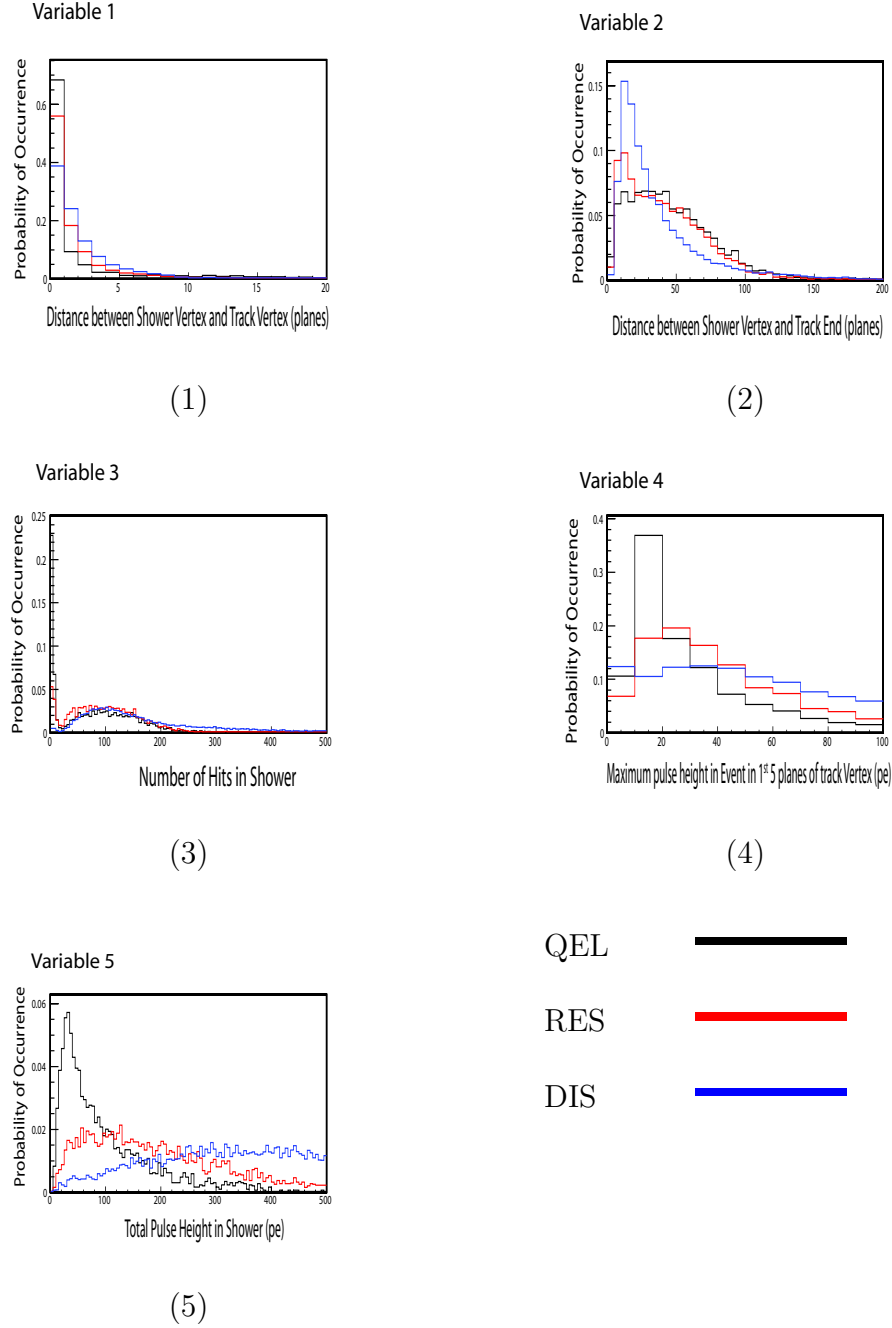 Variable 1
Probability of Occurrence
0.6
0.4
0.2
0
0 5 10 15 20
Distance between Shower Vertex and Track Vertex (planes)
(1)
Variable 2
Probability of Occurrence
0.15
0.1
0.05
0
0 50 100 150 200
Distance between Shower Vertex and Track End (planes)
(2)
Variable 3
Probability of Occurrence
0.25
0.2
0.15
0.1
0.05
0
0 100 200 300 400 500
Number of Hits in Shower
(3)
Variable 4
Probability of Occurrence
0.4
0.3
0.2
0.1
0
0 20 40 60 80 100
Maximum pulse height in Event in 1st 5 planes of track Vertex (pe)
(4)
Variable 5
Probability of Occurrence
0.06
0.04
0.02
0
0 100 200 300 400 500
Total Pulse Height in Shower (pe)
(5)
QEL
RES
DIS